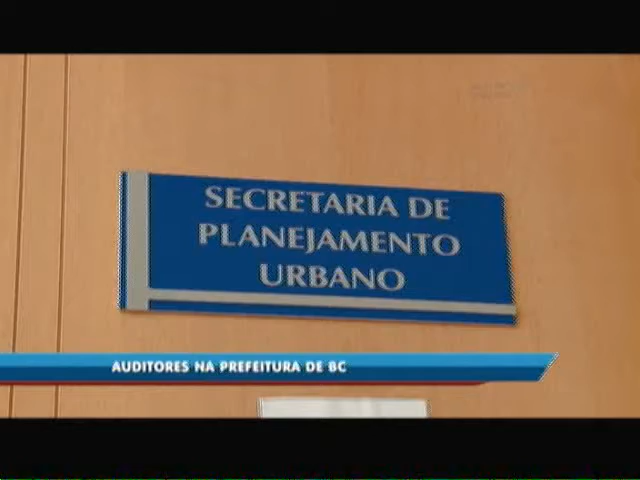 SECRETARIA DE
PLANEJAMENTO
URBANO
AUDITORES NA PREFEITURA DE BC